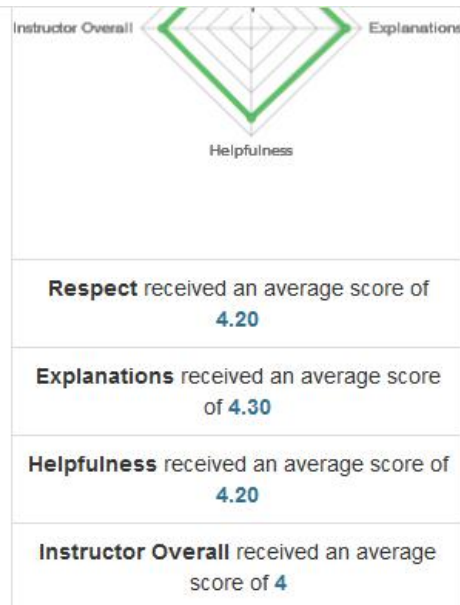 Instructor Overall
Explanations
Helpfulness
Respect received an average score of
4.20
Explanations received an average score
of 4.30
Helpfulness received an average score of
4.20
Instructor Overall received an average
score of 4